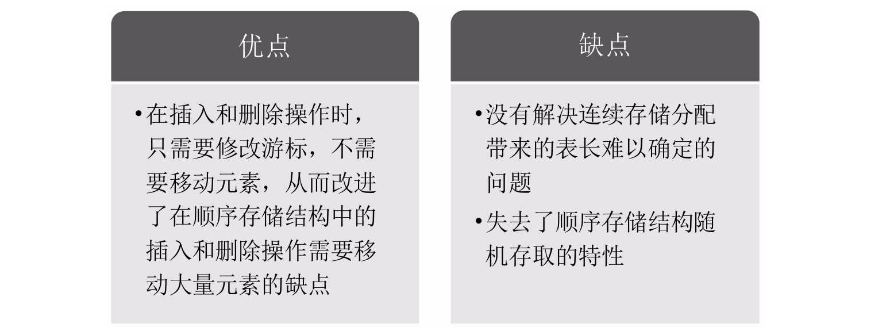 优点
•在插入和删除操作时，
只需要修改游标，不需
要移动元素，从而改进
了在顺序存储结构中的
插入和删除操作需要移
动大量元素的缺点
缺点
•没有解决连续存储分配
带来的表长难以确定的
问题
•失去了顺序存储结构随
机存取的特性